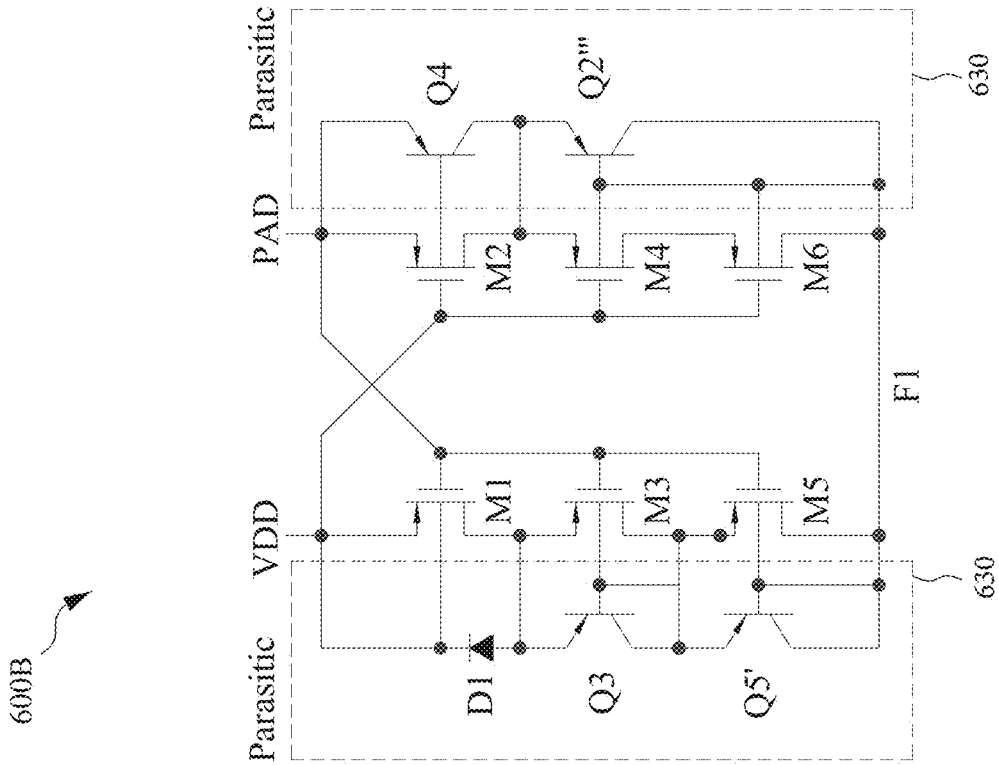 600B
Parasitic
VDD
PAD
Parasitic
D1
M1
M2
Q4
Q3
M3
M4
Q2'''
Q5'
M5
M6
630
F1
630